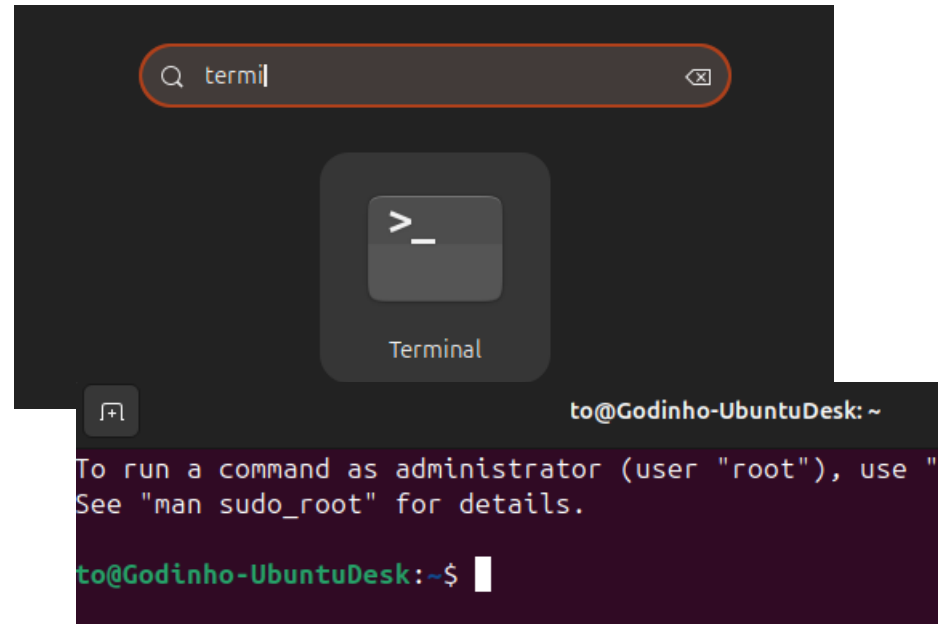 termi
>_
Terminal
to@Godinho-UbuntuDesk: ~
To run a command as administrator (user "root"), use "
See "man sudo_root" for details.
to@Godinho-UbuntuDesk:~$